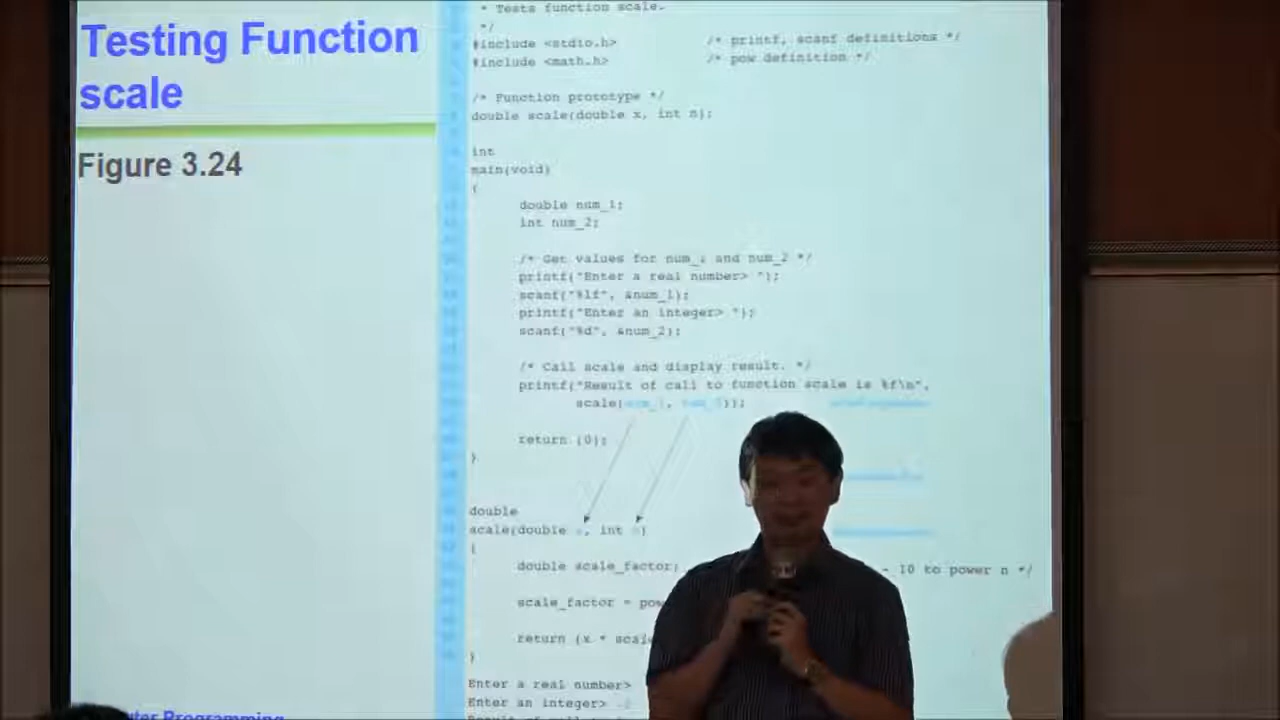 Testing Function
scale
Figure 3.24
* Tests function scale.
*/
#include <stdio.h> /* printf, scanf definitions */
#include <math.h> /* pow definition */
/* Function prototype */
double scale(double x, int n);
int
main(void)
{
double num_1;
int num_2;
/* Get values for num_1 and num_2 */
printf("Enter a real number> ");
scanf("%lf", &num_1);
printf("Enter an integer> ");
scanf("%d", &num_2);
/* Call scale and display result. */
printf("Result of call to function scale is %f\n",
scale(num_1, num_2));
return (0);
}
double
scale(double , int n)
{
double scale_factor; - 10 to power n */
scale_factor = pow
return (x * scale
}
Enter a real number>
Enter an integer>
Programming